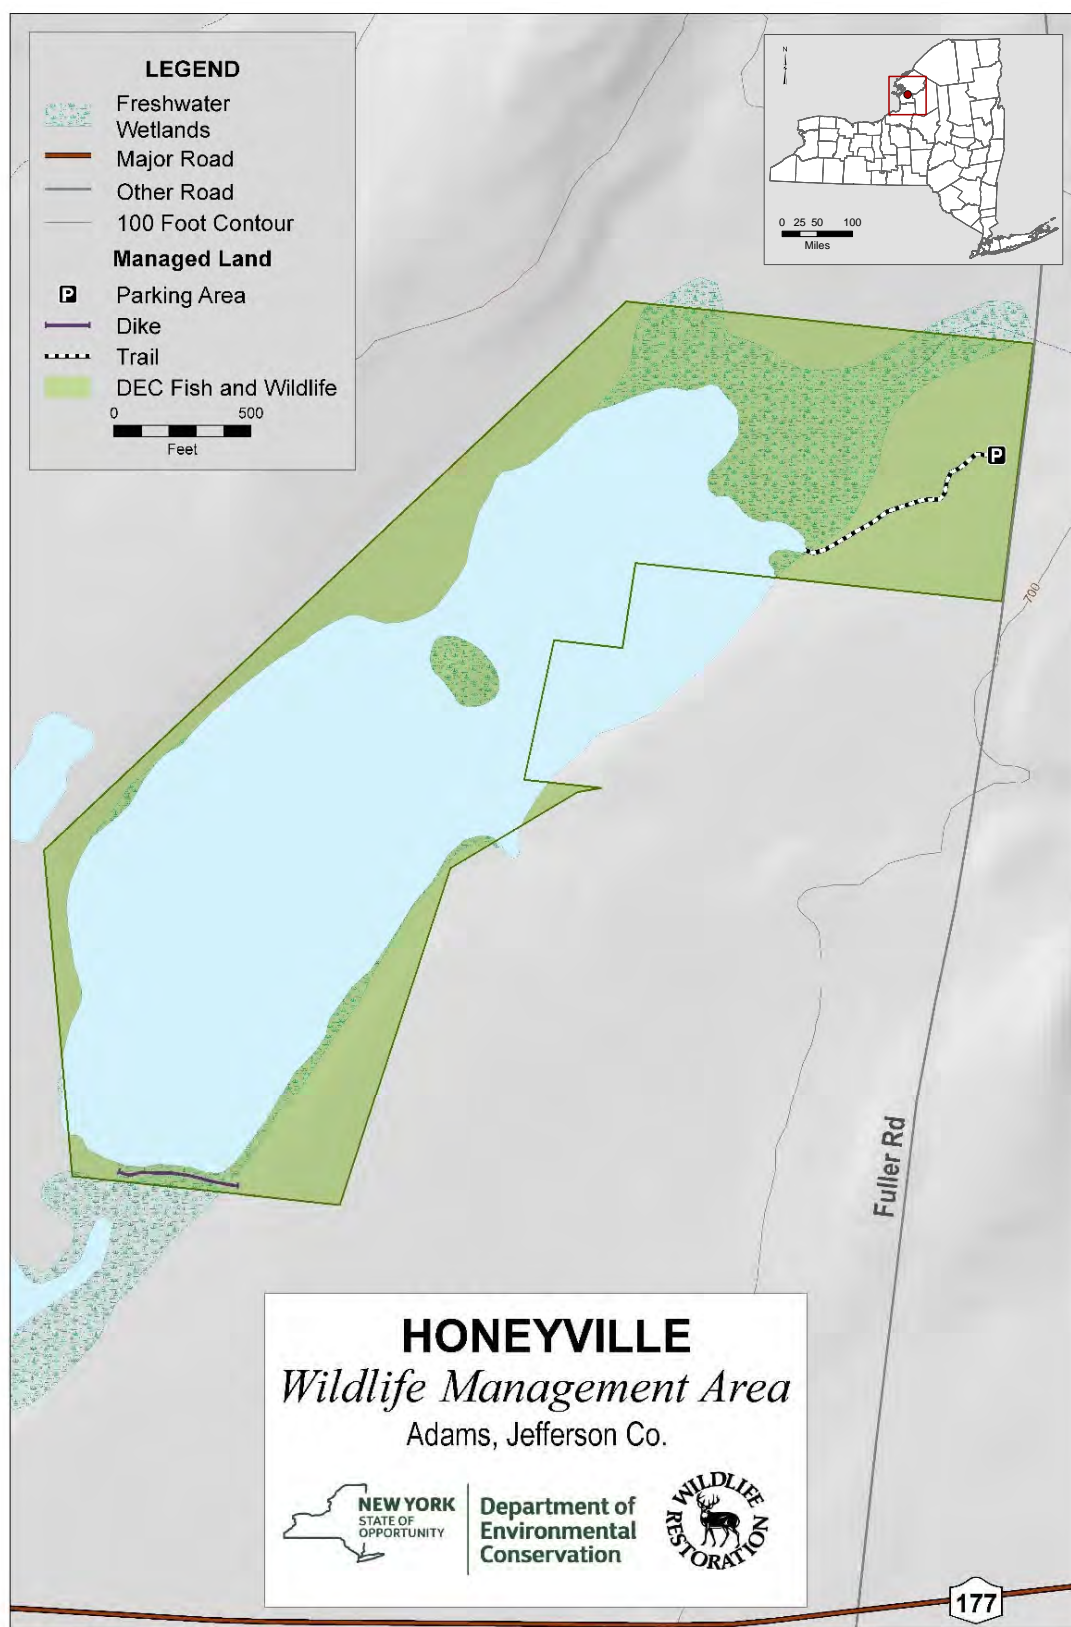 LEGEND
Freshwater
Wetlands
Major Road
Other Road
100 Foot Contour
Managed Land
P Parking Area
Dike
Trail
DEC Fish and Wildlife
0 500
Feet
N
0 25 50 100
Miles
P
700
Fuller Rd
HONEYVILLE
Wildlife Management Area
Adams, Jefferson Co.
NEW YORK
STATE OF
OPPORTUNITY
Department of
Environmental
Conservation
WILDLIFE
RESTORATION
177